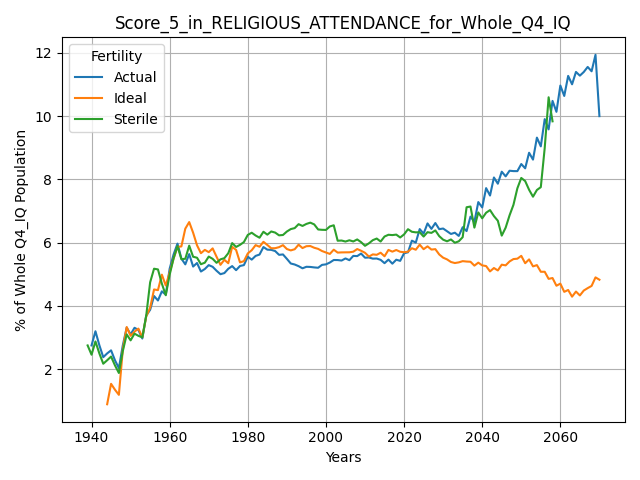 Score_5_in_RELIGIOUS_ATTENDANCE_for_Whole_Q4_IQ
Fertility
Actual
Ideal
Sterile
% of Whole Q4_IQ Population
12
10
8
6
4
2
1940 1960 1980 2000 2020 2040 2060
Years